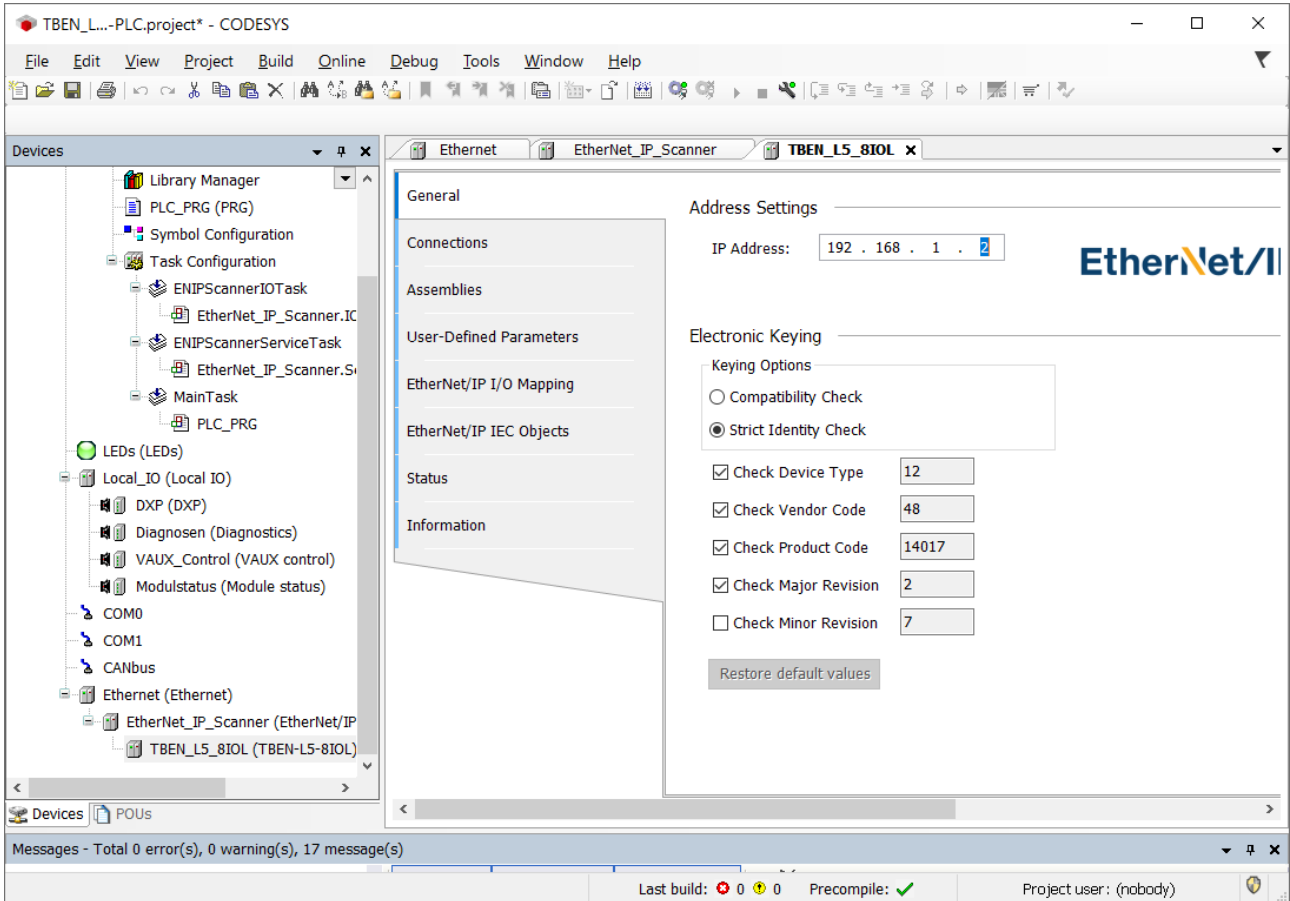 TBEN_L...-PLC.project* - CODESYS
File Edit View Project Build Online Debug Tools Window Help
Devices
Ethernet EtherNet_IP_Scanner TBEN_L5_8IOL
Library Manager
PLC_PRG (PRG)
Symbol Configuration
Task Configuration
ENIPScannerIOTask
EtherNet_IP_Scanner.IO
ENIPScannerServiceTask
EtherNet_IP_Scanner.Se
MainTask
PLC_PRG
LEDs (LEDs)
Local_IO (Local IO)
DXP (DXP)
Diagnosen (Diagnostics)
VAUX_Control (VAUX control)
Modulstatus (Module status)
COM0
COM1
CANbus
Ethernet (Ethernet)
EtherNet_IP_Scanner (EtherNet/IP
TBEN_L5_8IOL (TBEN-L5-8IOL)
Devices POUs
General
Connections
Assemblies
User-Defined Parameters
EtherNet/IP I/O Mapping
EtherNet/IP IEC Objects
Status
Information
Address Settings
IP Address: 192 . 168 . 1 . 2
EtherNet/I
Electronic Keying
Keying Options
Compatibility Check
Strict Identity Check
Check Device Type 12
Check Vendor Code 48
Check Product Code 14017
Check Major Revision 2
Check Minor Revision 7
Restore default values
Messages - Total 0 error(s), 0 warning(s), 17 message(s)
Last build: 0 0 Precompile: Project user: (nobody)